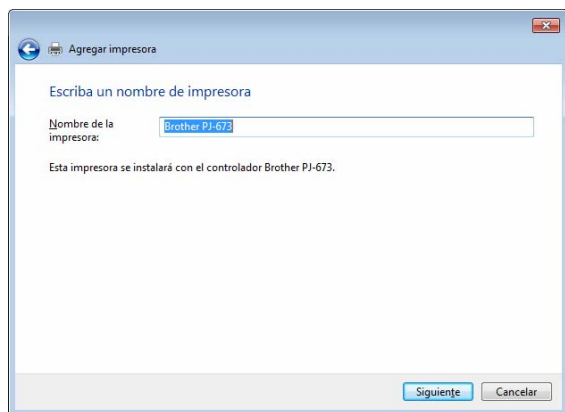 Agregar impresora
Escriba un nombre de impresora
Nombre de la
impresora:
Brother PJ-673
Esta impresora se instalará con el controlador Brother PJ-673.
Siguiente
Cancelar